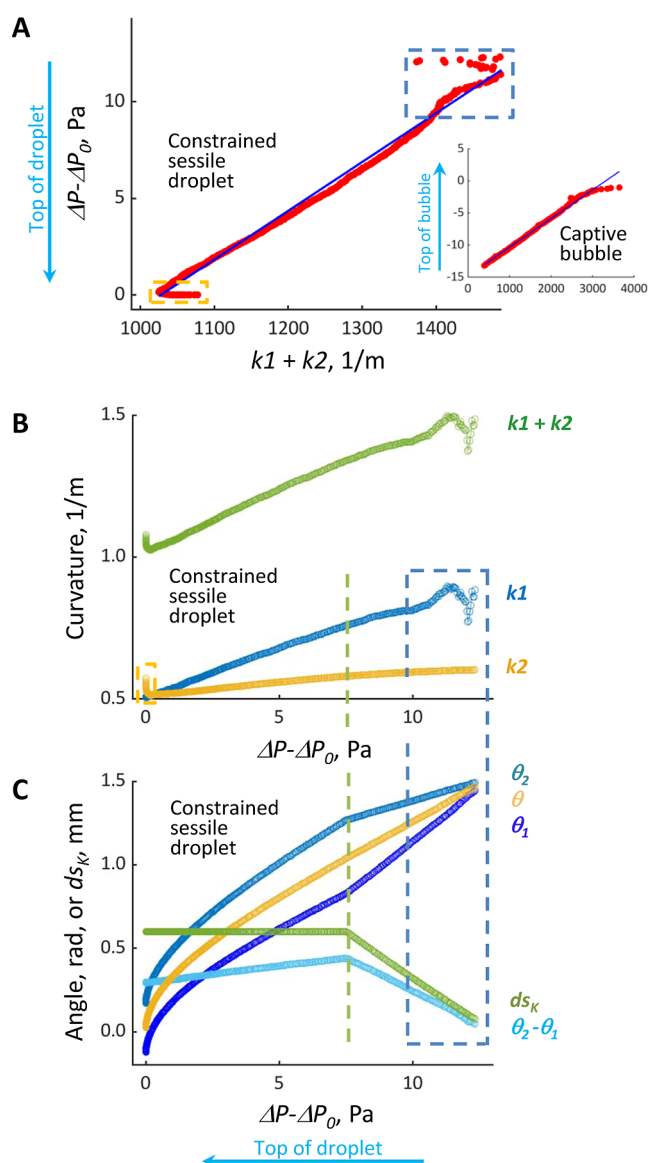 A
Top of droplet
ΔP-ΔP0, Pa
10
5
0
Constrained
sessile
droplet
1000 1100 1200 1300 1400
k1 + k2, 1/m
Top of bubble
5
0
-5
-10
-15
Captive
bubble
0 1000 2000 3000 4000
B
Curvature, 1/m
1.5
1.0
0.5
k1 + k2
Constrained
sessile
droplet
k1
k2
0 5 10
ΔP-ΔP0, Pa
C
Angle, rad, or dsK, mm
1.5
1.0
0.5
0.0
Constrained
sessile
droplet
θ2
θ
θ1
dsK
θ2-θ1
0 5 10
ΔP-ΔP0, Pa
Top of droplet